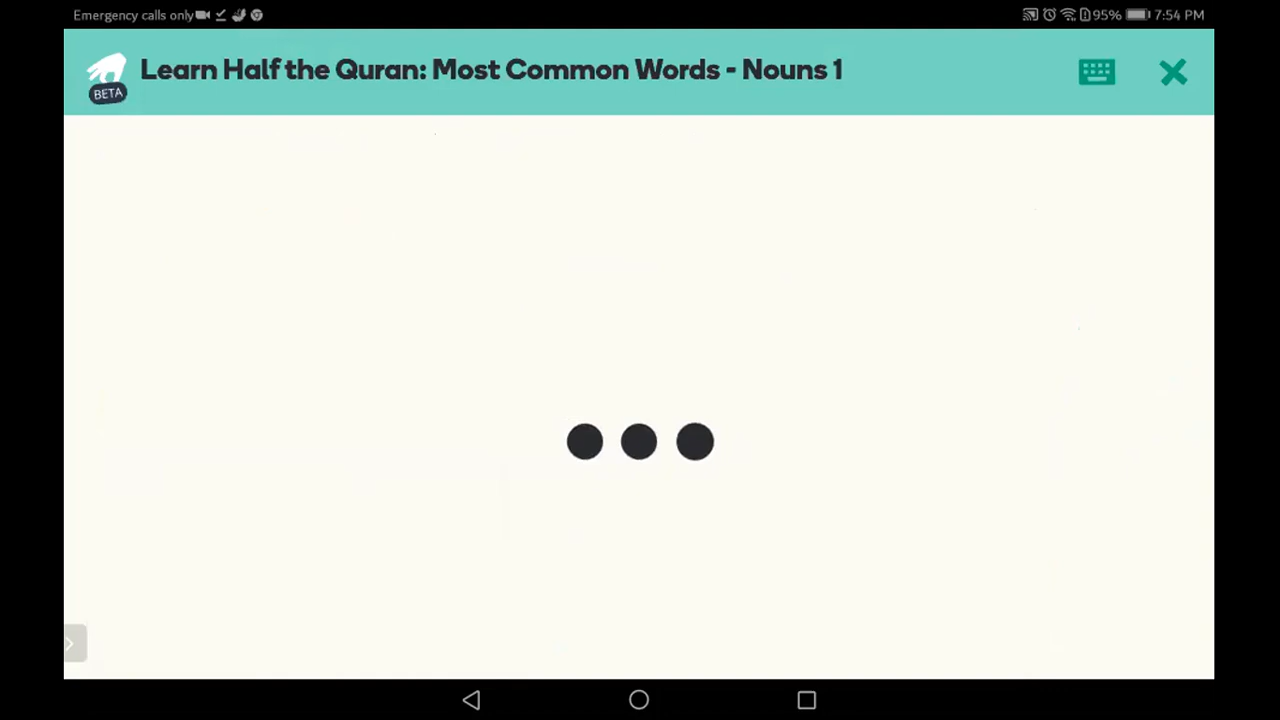 Emergency calls only
95% 7:54 PM
Learn Half the Quran: Most Common Words - Nouns 1
BETA